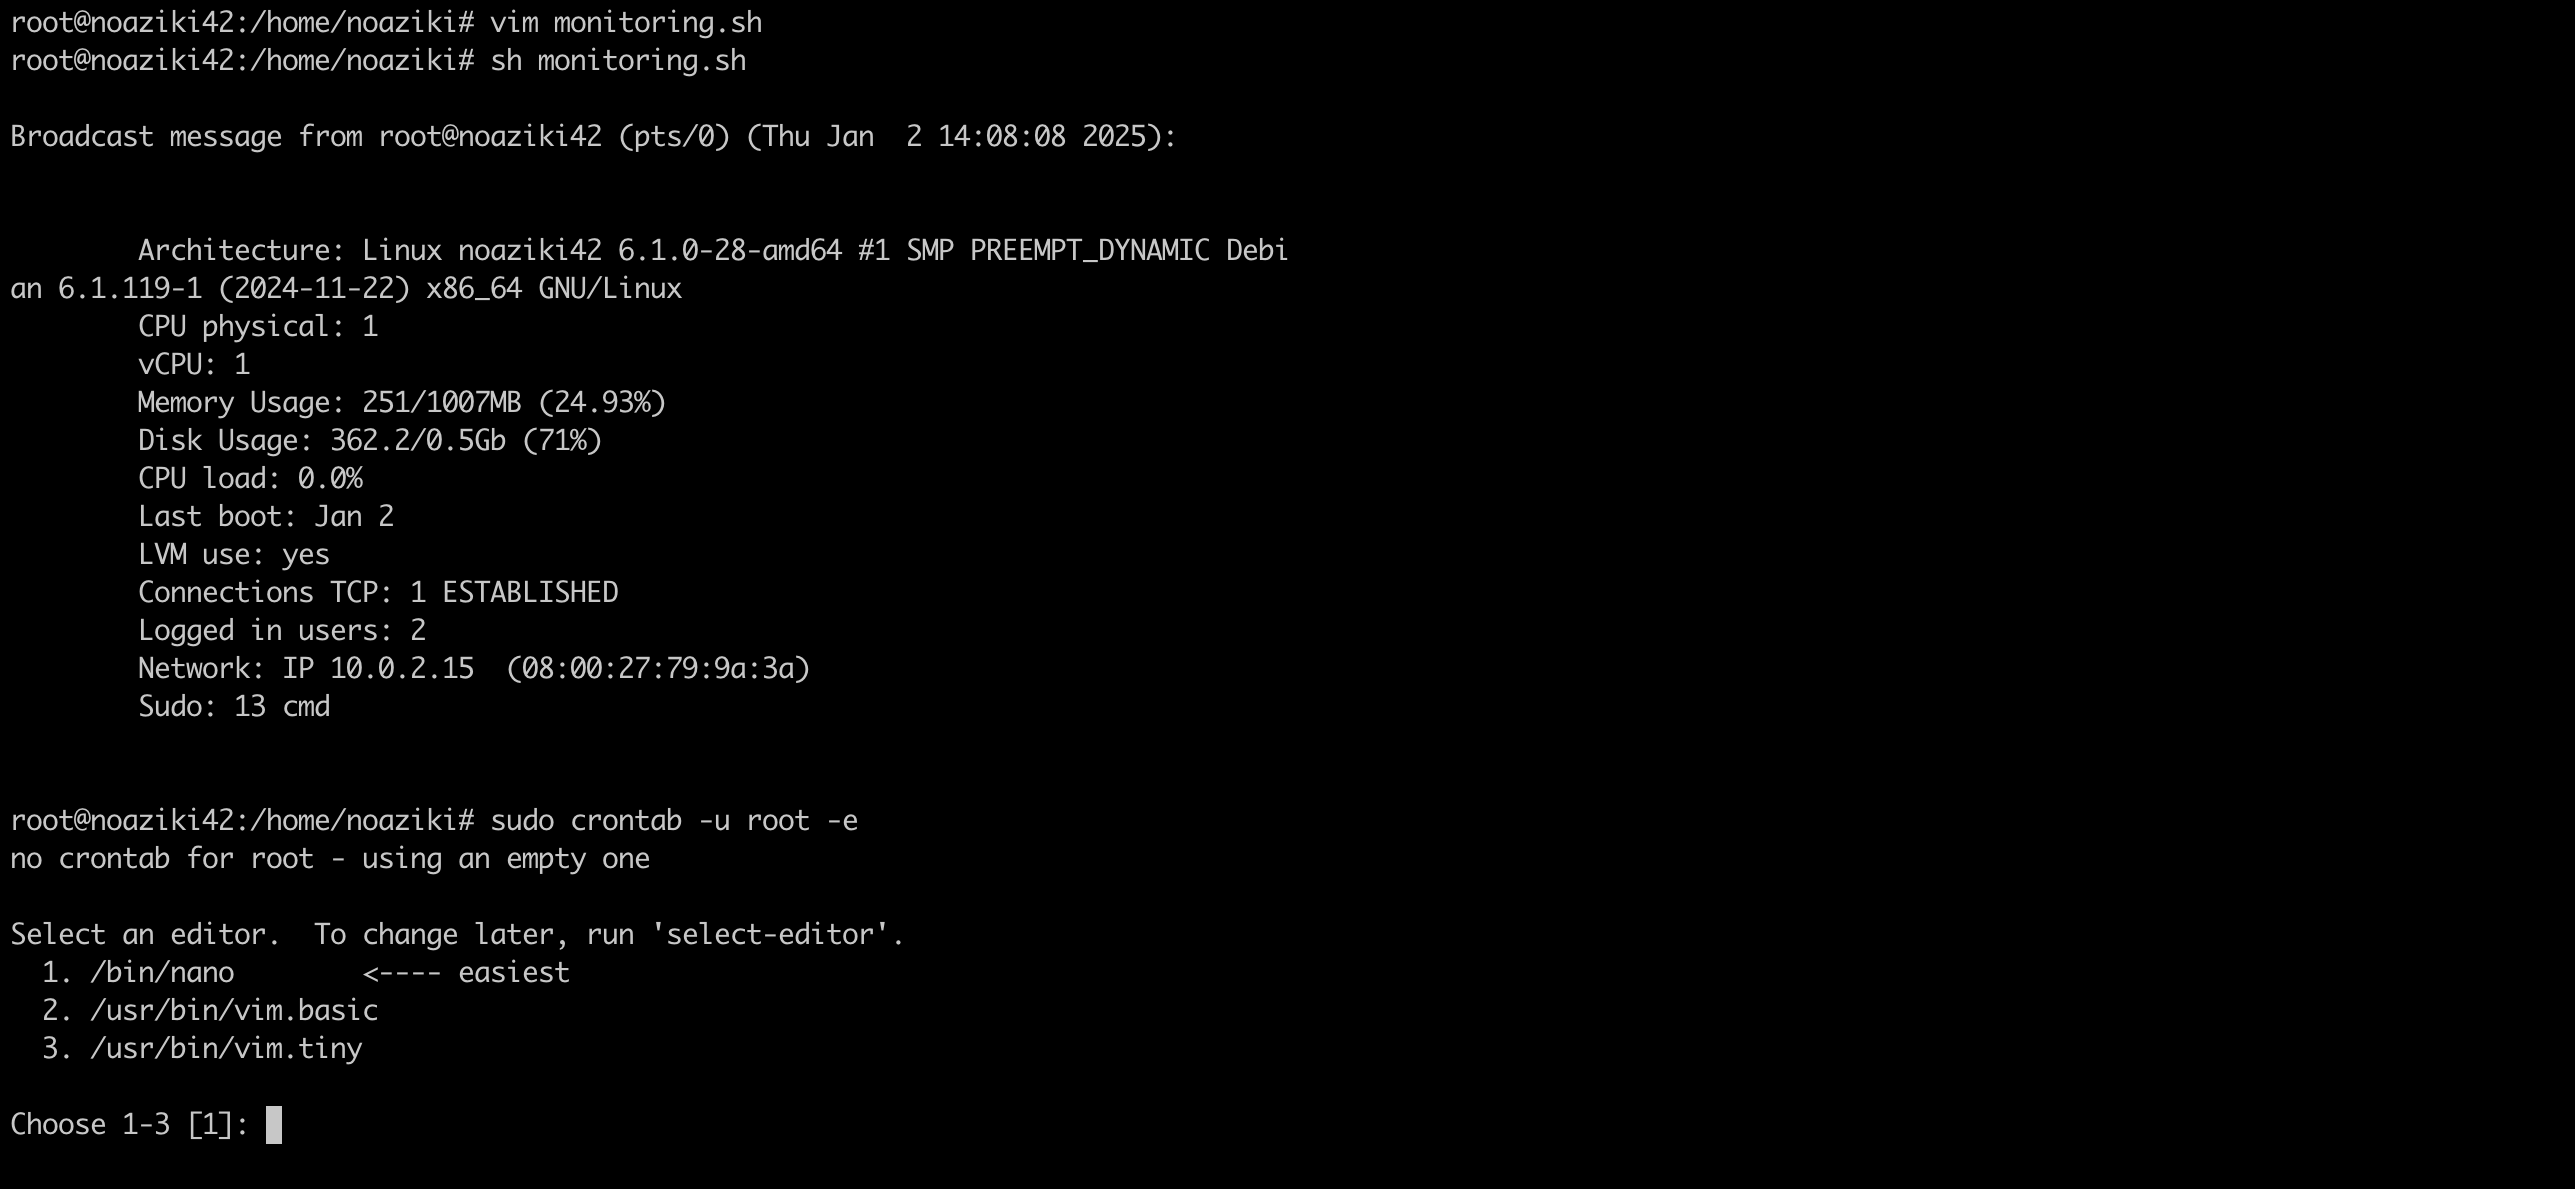 root@noaziki42:/home/noaziki# vim monitoring.sh
root@noaziki42:/home/noaziki# sh monitoring.sh
Broadcast message from root@noaziki42 (pts/0) (Thu Jan  2 14:08:08 2025):
Architecture: Linux noaziki42 6.1.0-28-amd64 #1 SMP PREEMPT_DYNAMIC Debi
an 6.1.119-1 (2024-11-22) x86_64 GNU/Linux
CPU physical: 1
vCPU: 1
Memory Usage: 251/1007MB (24.93%)
Disk Usage: 362.2/0.5Gb (71%)
CPU load: 0.0%
Last boot: Jan 2
LVM use: yes
Connections TCP: 1 ESTABLISHED
Logged in users: 2
Network: IP 10.0.2.15  (08:00:27:79:9a:3a)
Sudo: 13 cmd
root@noaziki42:/home/noaziki# sudo crontab -u root -e
no crontab for root - using an empty one
Select an editor.  To change later, run 'select-editor'.
1. /bin/nano        <---- easiest
2. /usr/bin/vim.basic
3. /usr/bin/vim.tiny
Choose 1-3 [1]: